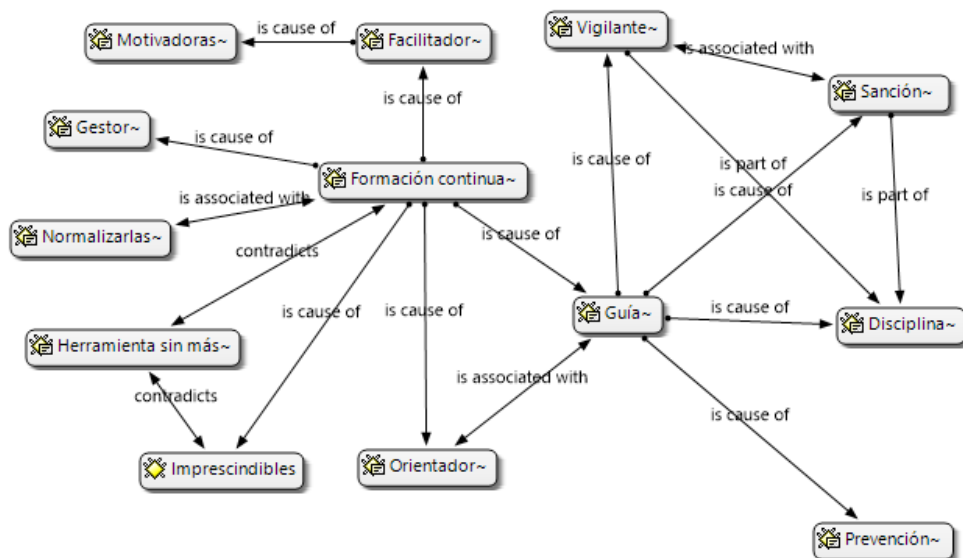 Vigilante~
is cause of
Motivadoras~
Facilitador~
is associated with
Sanción~
is cause of
Gestor~
is cause of
is cause of
is part of
Formación continua~
is cause of
is part of
is associated with
Normalizarlas~
is cause of
contradicts
is cause of
is cause of
Guía~
is cause of
Disciplina~
Herramienta sin más~
is associated with
contradicts
is cause of
Imprescindibles
Orientador~
Prevención~